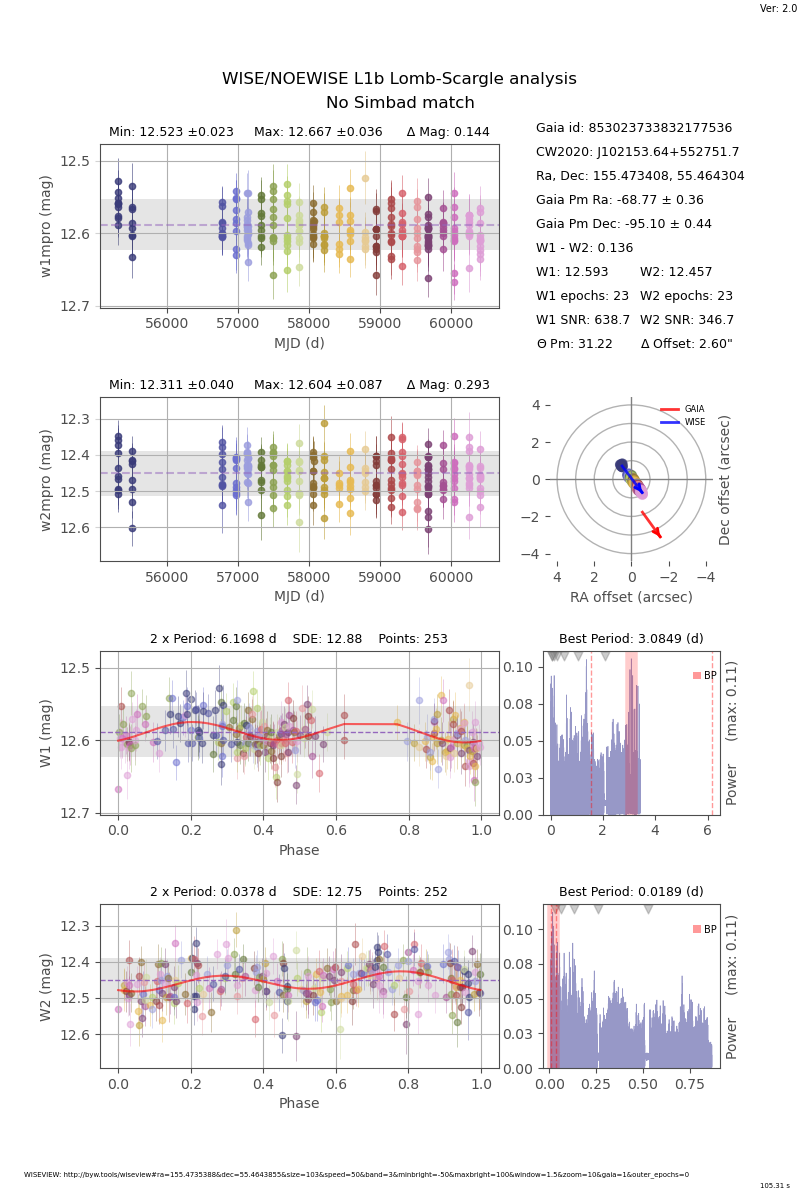 Ver: 2.0
WISE/NOEWISE L1b Lomb-Scargle analysis
No Simbad match
Min: 12.523 ±0.023 Max: 12.667 ±0.036 Δ Mag: 0.144
12.5
12.6
12.7
w1mpro (mag)
56000 57000 58000 59000 60000
MJD (d)
Gaia id: 853023733832177536
CW2020: J102153.64+552751.7
Ra, Dec: 155.473408, 55.464304
Gaia Pm Ra: -68.77 ± 0.36
Gaia Pm Dec: -95.10 ± 0.44
W1 - W2: 0.136
W1: 12.593 W2: 12.457
W1 epochs: 23 W2 epochs: 23
W1 SNR: 638.7 W2 SNR: 346.7
Θ Pm: 31.22 Δ Offset: 2.60"
Min: 12.311 ±0.040 Max: 12.604 ±0.087 Δ Mag: 0.293
12.3
12.4
12.5
12.6
w2mpro (mag)
56000 57000 58000 59000 60000
MJD (d)
GAIA
WISE
4
2
0
−2
−4
4 2 0 −2 −4
RA offset (arcsec)
Dec offset (arcsec)
2 x Period: 6.1698 d SDE: 12.88 Points: 253
12.5
12.6
12.7
W1 (mag)
0.0 0.2 0.4 0.6 0.8 1.0
Phase
Best Period: 3.0849 (d)
BP
0.10
0.08
0.05
0.03
0.00
0 2 4 6
Power (max: 0.11)
2 x Period: 0.0378 d SDE: 12.75 Points: 252
12.3
12.4
12.5
12.6
W2 (mag)
0.0 0.2 0.4 0.6 0.8 1.0
Phase
Best Period: 0.0189 (d)
BP
0.10
0.08
0.05
0.03
0.00
0.00 0.25 0.50 0.75
Power (max: 0.11)
WISEVIEW: http://byw.tools/wiseview#ra=155.4735388&dec=55.4643855&size=103&speed=50&band=3&minbright=-50&maxbright=100&window=1.5&zoom=10&gaia=1&outer_epochs=0
105.31 s